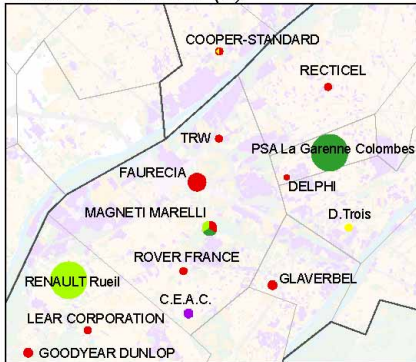 COOPER-STANDARD
RECTICEL
TRW
PSA La Garenne Colombes
FAURECIA
DELPHI
MAGNETI MARELLI
D.Trois
ROVER FRANCE
RENAULT Rueil
GLAVERBEL
C.E.A.C.
LEAR CORPORATION
GOODYEAR DUNLOP